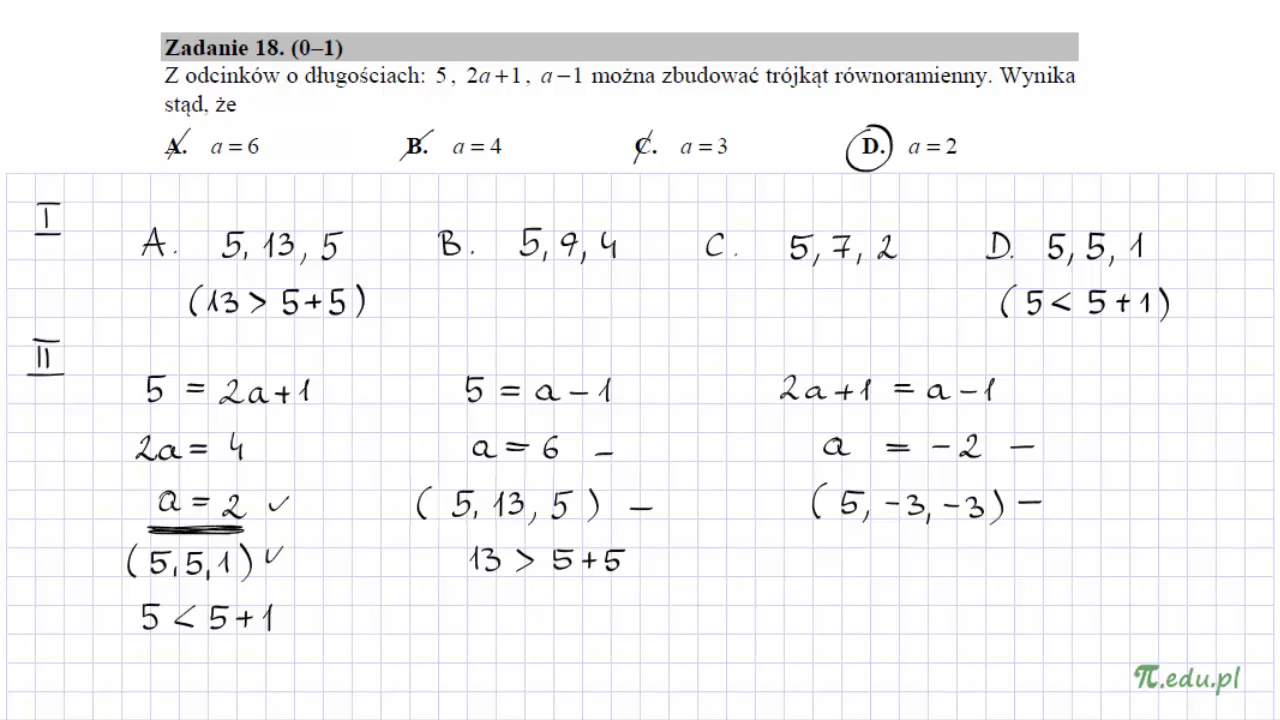 Zadanie 18. (0–1)
Z odcinków o długościach: 5, 2a+1, a−1 można zbudować trójkąt równoramienny. Wynika
stąd, że
A. a = 6 B. a = 4 C. a = 3 D. a = 2
I
A. 5, 13, 5 B. 5, 9, 4 C. 5, 7, 2 D. 5, 5, 1
(13 > 5+5) (5 < 5+1)
II
5 = 2a+1 5 = a−1 2a+1 = a−1
2a = 4 a = 6 − a = −2 −
a = 2 ✓ (5, 13, 5) − (5, −3, −3) −
(5, 5, 1) ✓ 13 > 5+5
5 < 5+1
π.edu.pl